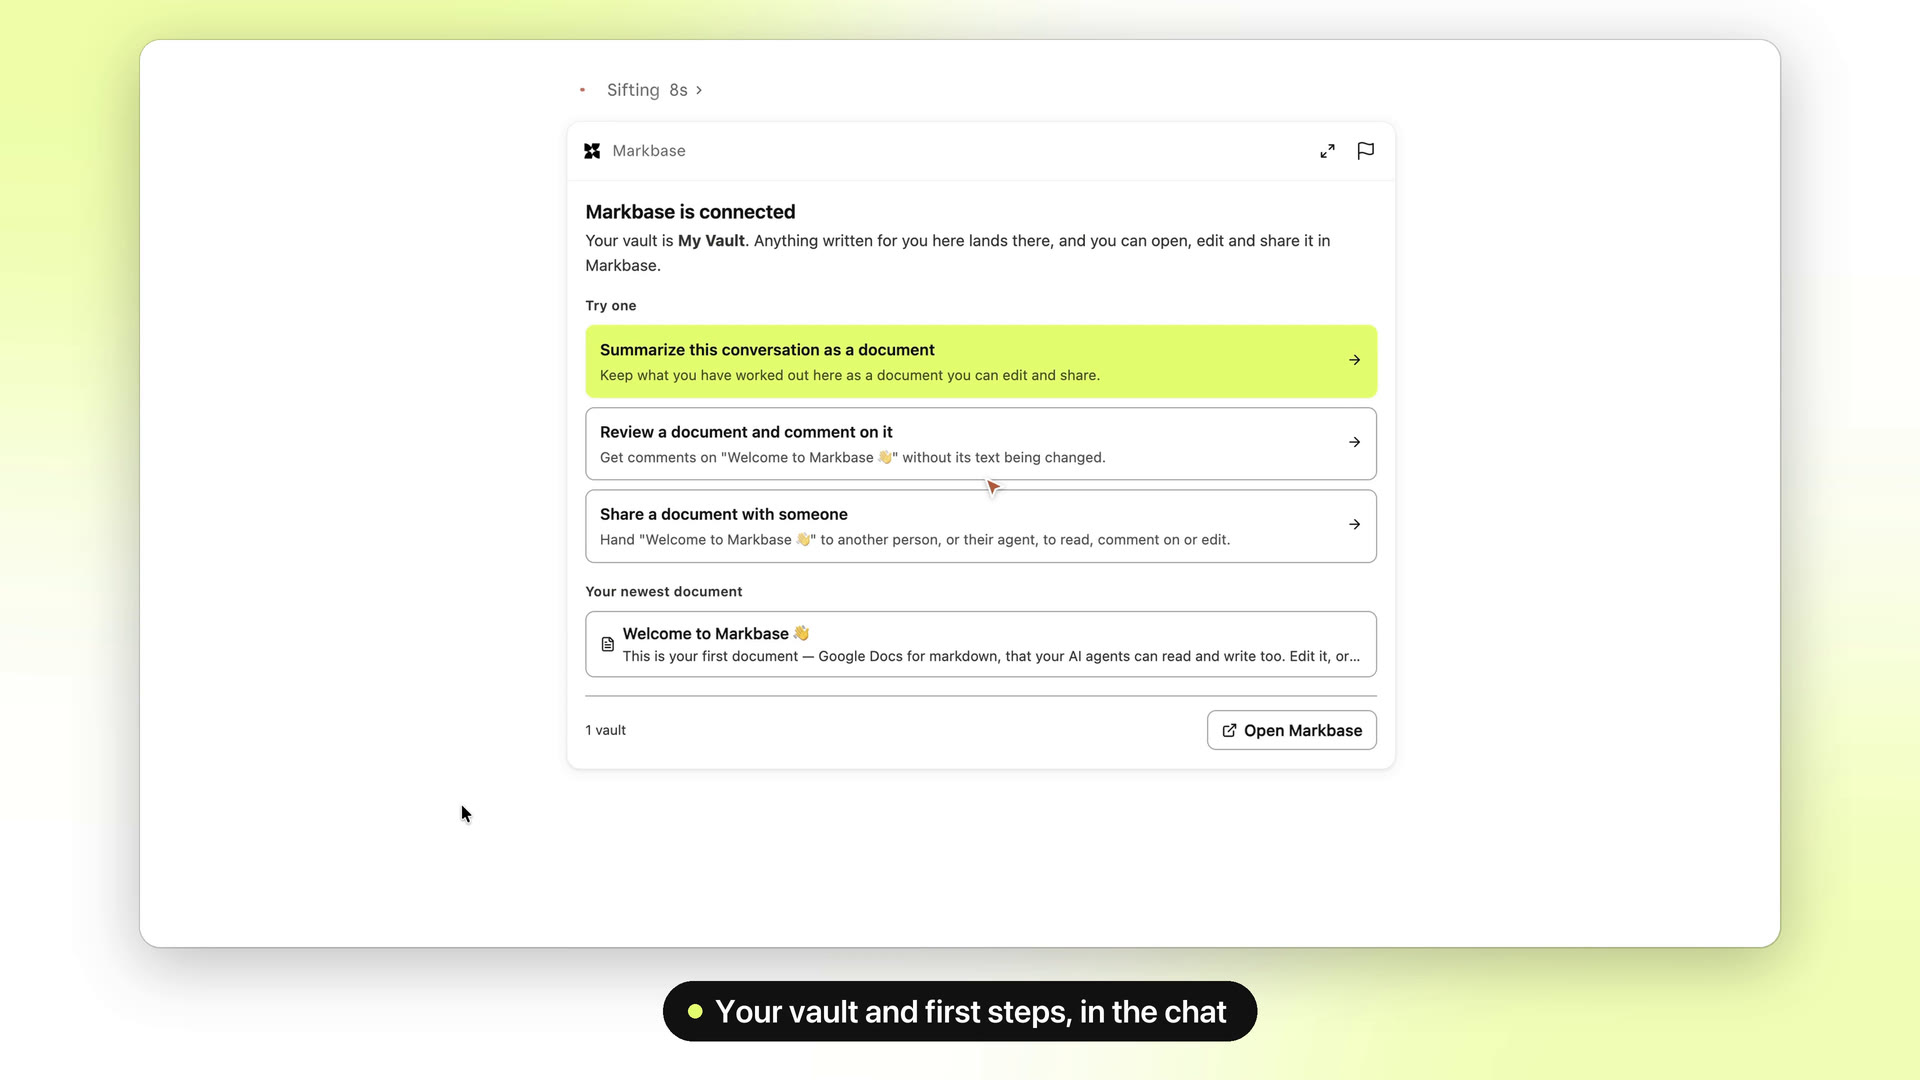 Sifting 8s
Markbase
Markbase is connected
Your vault is My Vault. Anything written for you here lands there, and you can open, edit and share it in
Markbase.
Try one
Summarize this conversation as a document
Keep what you have worked out here as a document you can edit and share.
Review a document and comment on it
Get comments on "Welcome to Markbase 👋" without its text being changed.
Share a document with someone
Hand "Welcome to Markbase 👋" to another person, or their agent, to read, comment on or edit.
Your newest document
Welcome to Markbase 👋
This is your first document — Google Docs for markdown, that your AI agents can read and write too. Edit it, or...
1 vault
Open Markbase
Your vault and first steps, in the chat